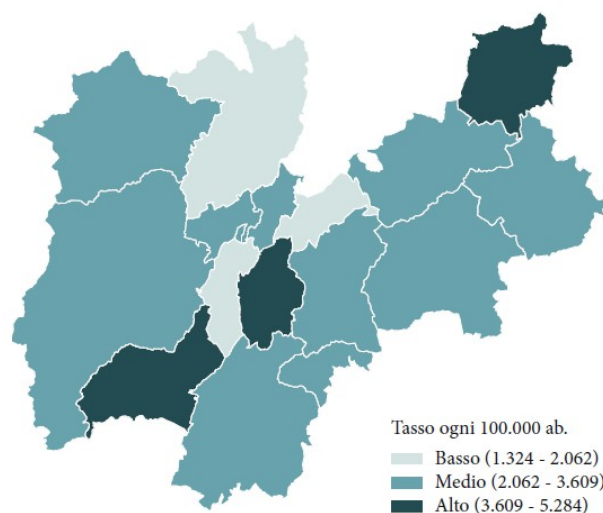 Tasso ogni 100.000 ab.
Basso (1.324 - 2.062)
Medio (2.062 - 3.609)
Alto (3.609 - 5.284)